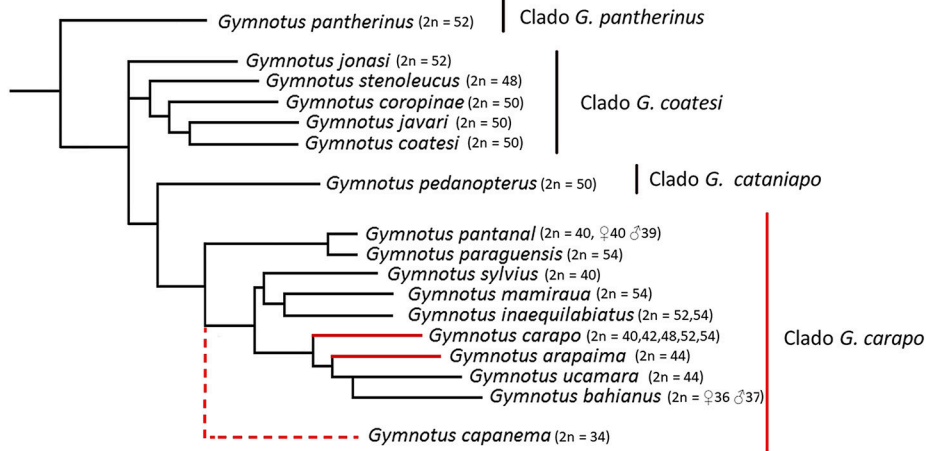 Gymnotus pantherinus (2n = 52)
Clado G. pantherinus
Gymnotus jonasi (2n = 52)
Gymnotus stenoleucus (2n = 48)
Gymnotus coropinae (2n = 50)
Gymnotus javari (2n = 50)
Gymnotus coatesi (2n = 50)
Clado G. coatesi
Gymnotus pedanopterus (2n = 50)
Clado G. cataniapo
Gymnotus pantanal (2n = 40, ♀40 ♂39)
Gymnotus paraguensis (2n = 54)
Gymnotus sylvius (2n = 40)
Gymnotus mamiraua (2n = 54)
Gymnotus inaequilabiatus (2n = 52,54)
Gymnotus carapo (2n = 40,42,48,52,54)
Gymnotus arapaima (2n = 44)
Gymnotus ucamara (2n = 44)
Gymnotus bahianus (2n = ♀36 ♂37)
Gymnotus capanema (2n = 34)
Clado G. carapo